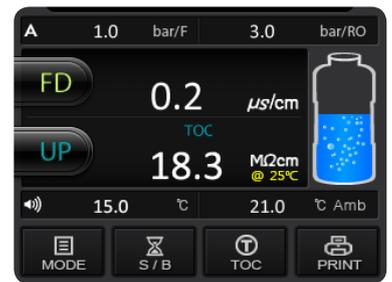 A 1.0 bar/F 3.0 bar/RO
FD 0.2 µs/cm
TOC
UP 18.3 MΩcm
@ 25℃
15.0 ℃ 21.0 ℃ Amb
MODE S / B TOC PRINT